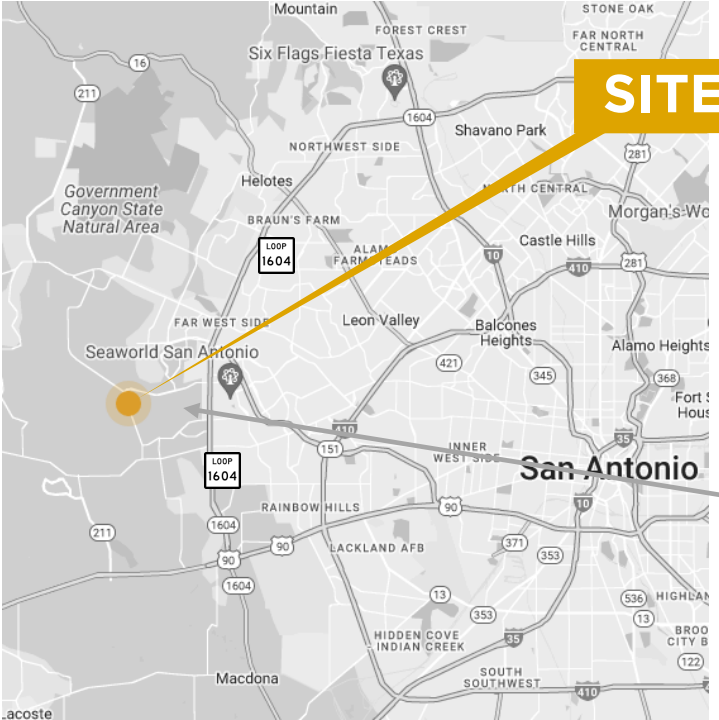 Mountain
STONE OAK
FOREST CREST
FAR NORTH
CENTRAL
Six Flags Fiesta Texas
16
211
SITE
1604
Shavano Park
NORTHWEST SIDE
281
Helotes
Government
Canyon State
Natural Area
NORTH CENTRAL
Morgan's Wo
BRAUN'S FARM
LOOP
1604
ALAM
FARMSTEADS
Castle Hills
10
410
281
FAR WEST SIDE
Leon Valley
Balcones
Heights
Seaworld San Antonio
Alamo Heights
421
345
368
Fort S
Hous
410
35
151
INNER
WEST SIDE
San Antonio
LOOP
1604
10
RAINBOW HILLS
90
1604
211
90
90
LACKLAND AFB
371
353
1604
13
353
536
HIGHLAN
13
HIDDEN COVE
- INDIAN CREEK
35
BROO
CITY B
122
SOUTH
SOUTHWEST
Macdona
410
Lacoste